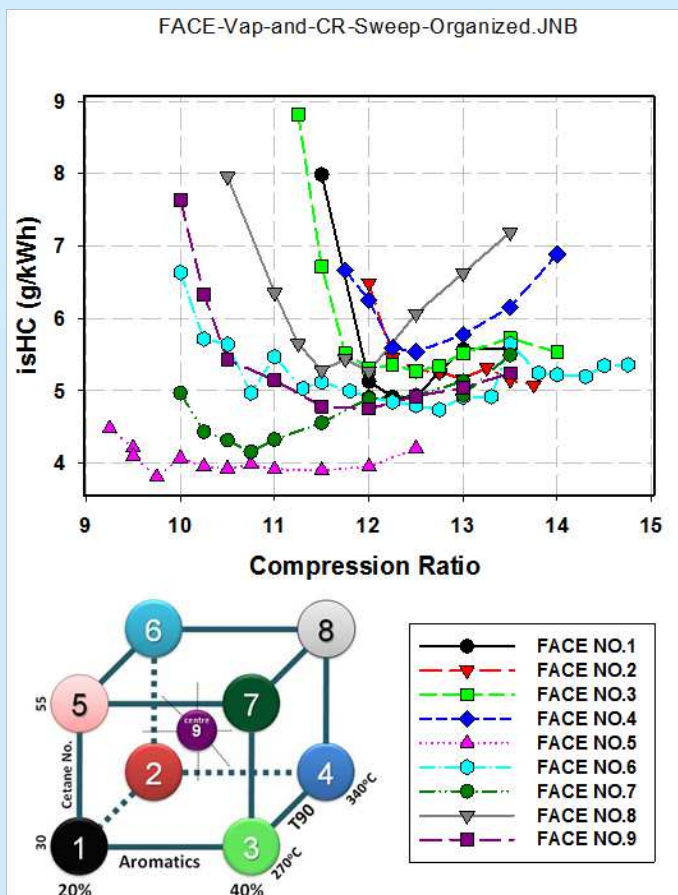 FACE-Vap-and-CR-Sweep-Organized.JNB
9
8
7
6
5
4
isHC (g/kWh)
9 10 11 12 13 14 15
Compression Ratio
6
8
5
7
centre
9
2
4
1
3
55
Cetane No.
30
T90
340°C
270°C
Aromatics
20%
40%
FACE NO.1
FACE NO.2
FACE NO.3
FACE NO.4
FACE NO.5
FACE NO.6
FACE NO.7
FACE NO.8
FACE NO.9